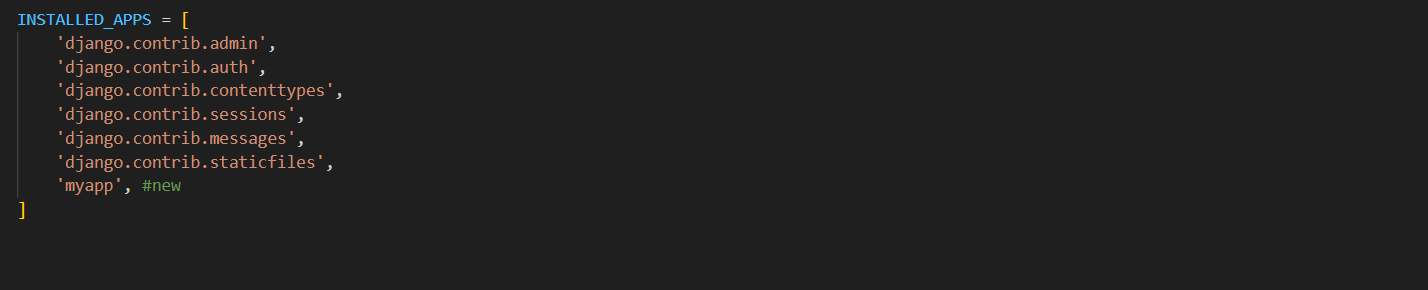 INSTALLED_APPS = [
    'django.contrib.admin',
    'django.contrib.auth',
    'django.contrib.contenttypes',
    'django.contrib.sessions',
    'django.contrib.messages',
    'django.contrib.staticfiles',
    'myapp', #new
]